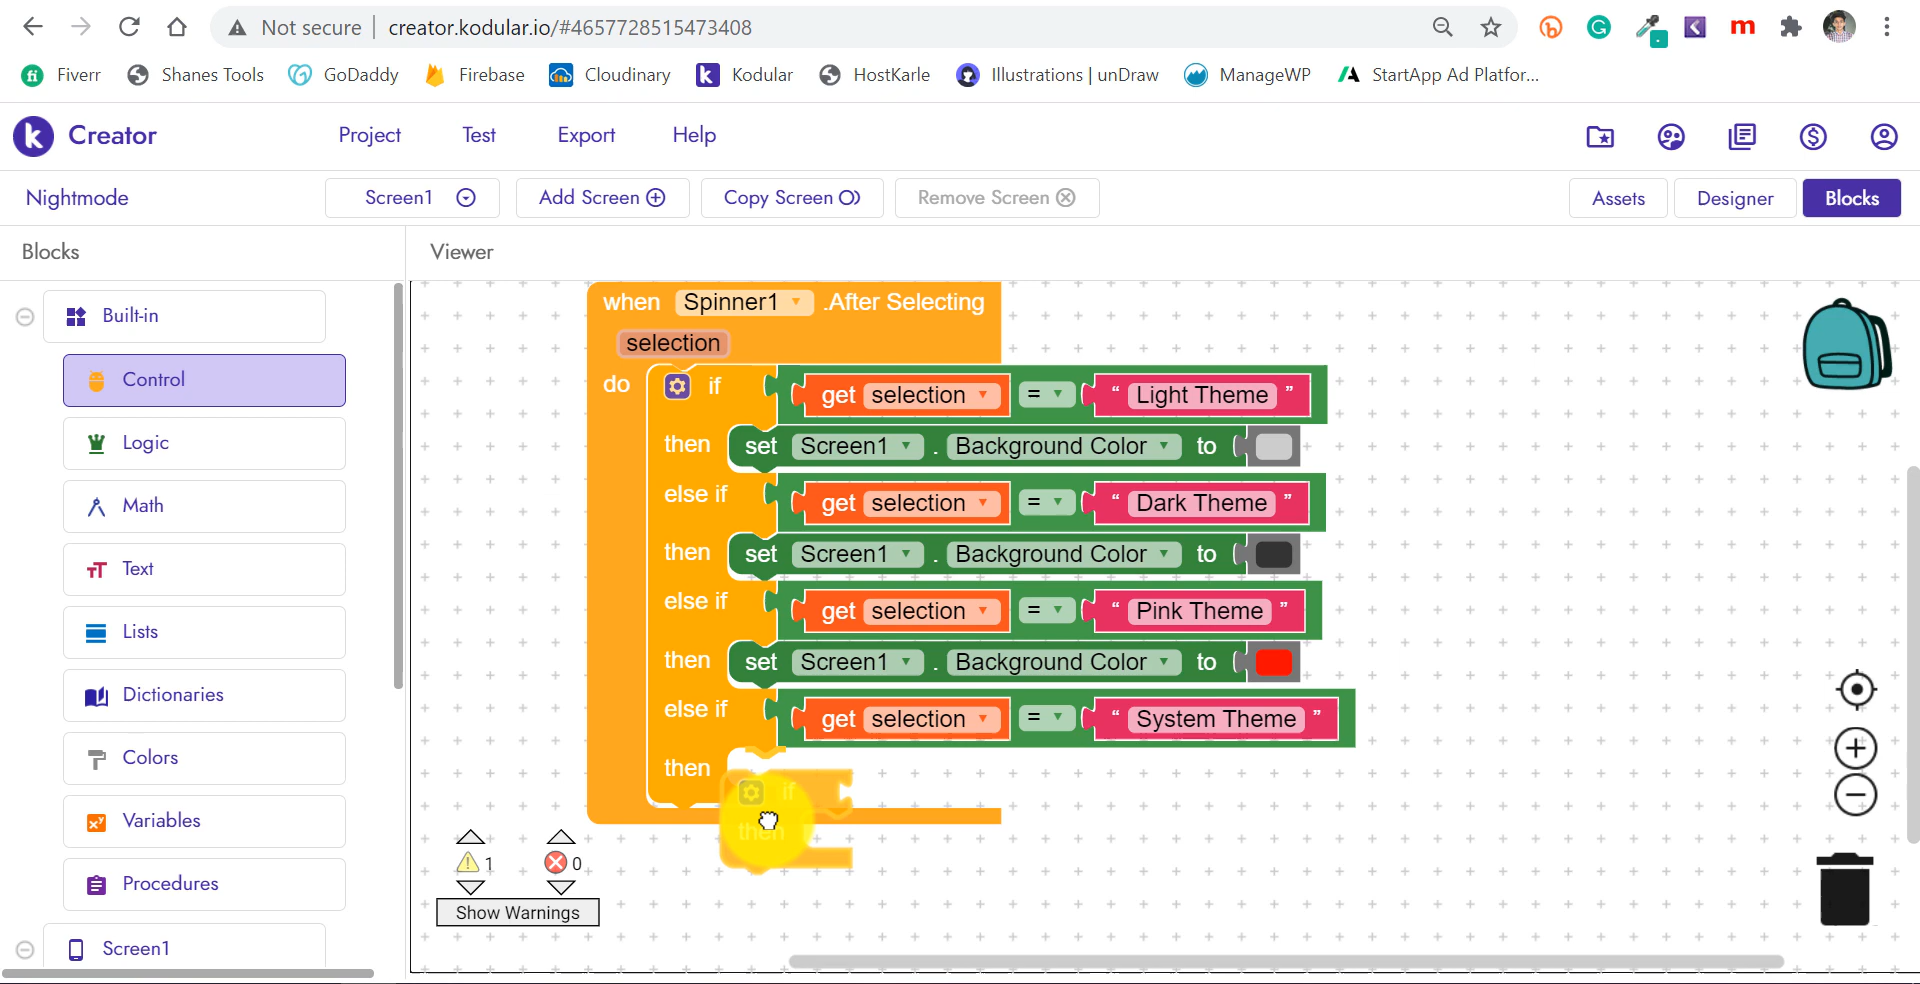 Not secure | creator.kodular.io/#4657728515473408
Fiverr Shanes Tools GoDaddy Firebase Cloudinary Kodular HostKarle Illustrations | unDraw ManageWP StartApp Ad Platfor...
Creator Project Test Export Help
Nightmode Screen1 Add Screen Copy Screen Remove Screen Assets Designer Blocks
Blocks Viewer
Built-in
Control
Logic
Math
Text
Lists
Dictionaries
Colors
Variables
Procedures
Screen1
when Spinner1 .After Selecting
selection
do if get selection = " Light Theme "
then set Screen1 . Background Color to
else if get selection = " Dark Theme "
then set Screen1 . Background Color to
else if get selection = " Pink Theme "
then set Screen1 . Background Color to
else if get selection = " System Theme "
then
if
then
1 0
Show Warnings